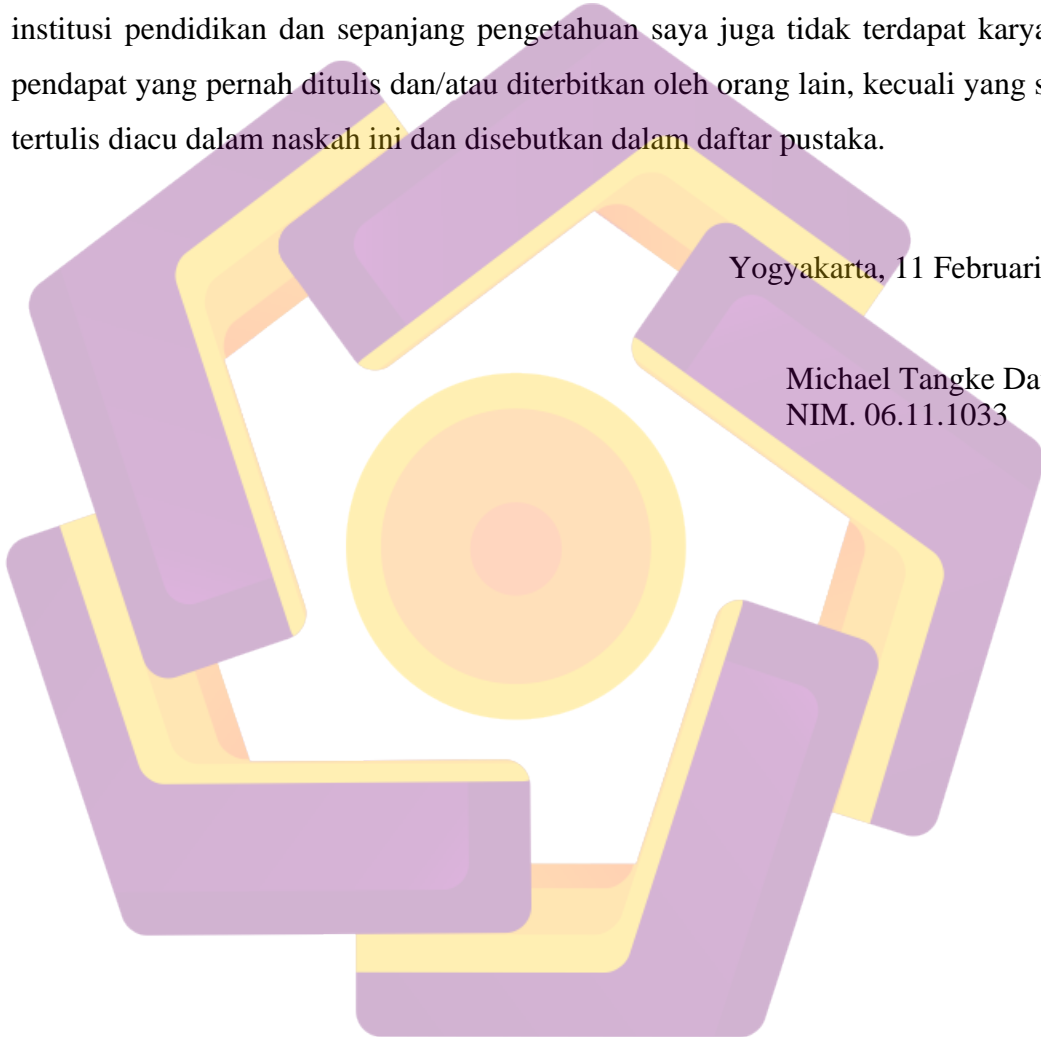 institusi pendidikan dan sepanjang pengetahuan saya juga tidak terdapat karya
pendapat yang pernah ditulis dan/atau diterbitkan oleh orang lain, kecuali yang
tertulis diacu dalam naskah ini dan disebutkan dalam daftar pustaka.
Yogyakarta, 11 Februari
Michael Tangke
NIM. 06.11.1033